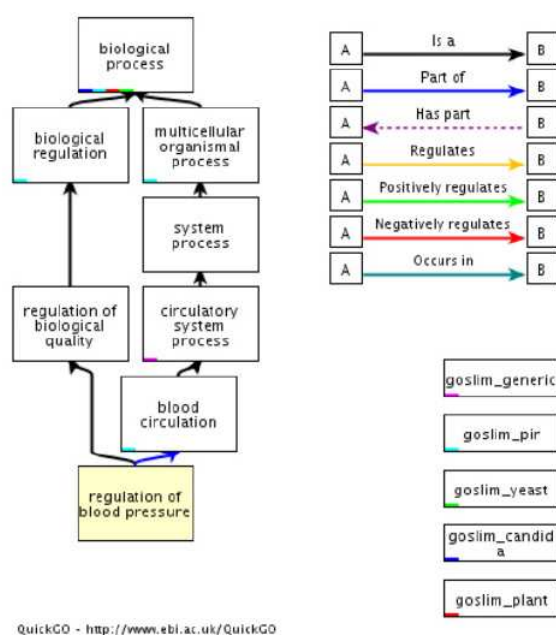 biological
process
biological
regulation
multicellular
organismal
process
system
process
regulation of
biological
quality
circulatory
system
process
blood
circulation
regulation of
blood pressure
A Is a B
A Part of B
A Has part B
A Regulates B
A Positively regulates B
A Negatively regulates B
A Occurs in B
goslim_generic
goslim_pir
goslim_yeast
goslim_candid
a
goslim_plant
QuickGO - http://www.ebi.ac.uk/QuickGO